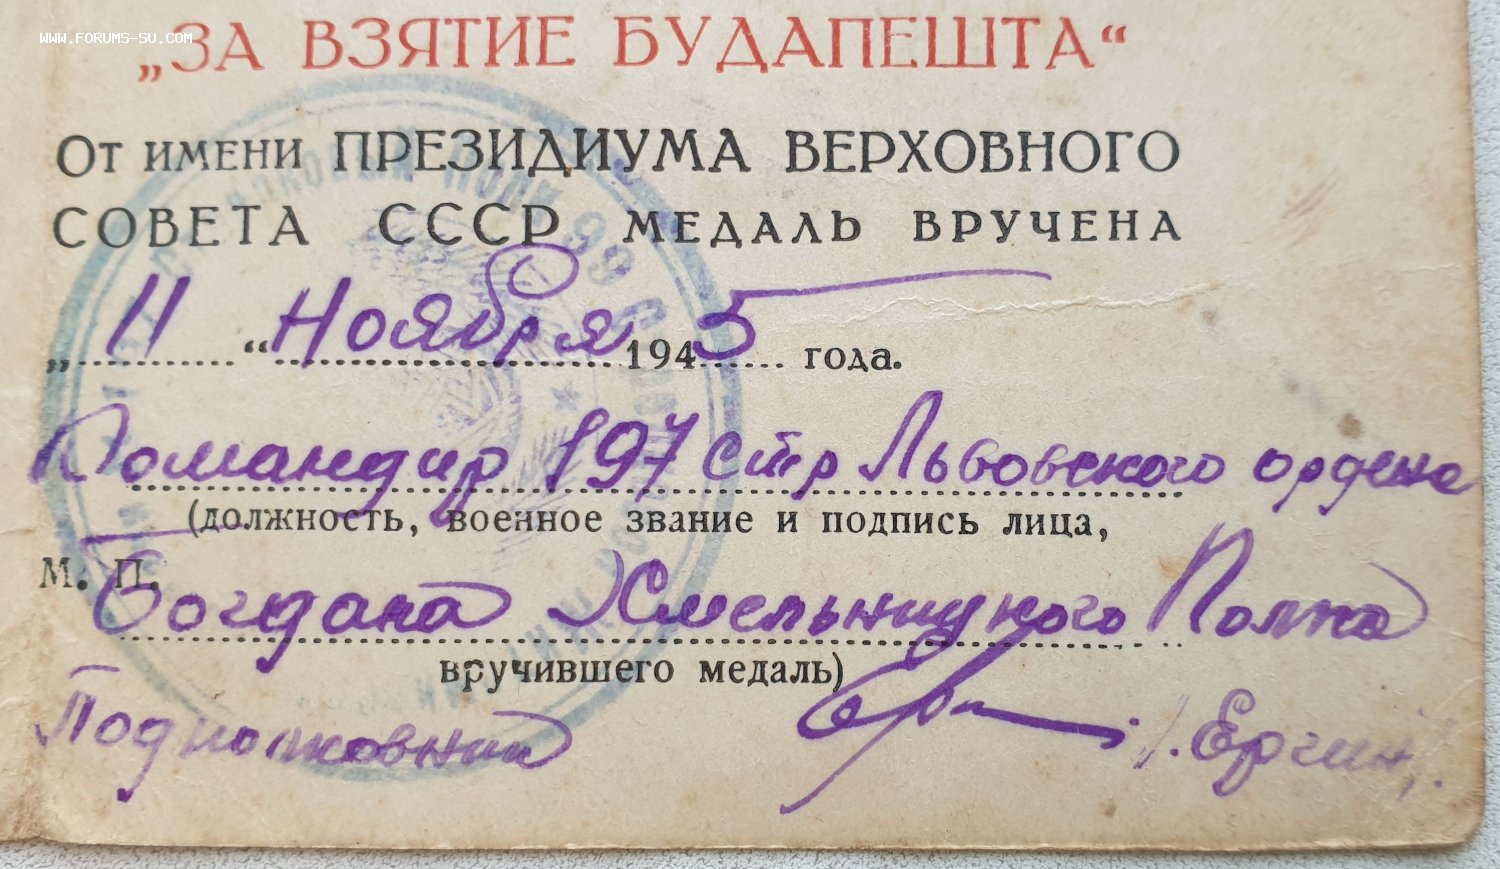 WWW.FORUMS-SU.COM
„ЗА ВЗЯТИЕ БУДАПЕШТА“
От имени ПРЕЗИДИУМА ВЕРХОВНОГО
СОВЕТА СССР МЕДАЛЬ ВРУЧЕНА
„11“ Ноября 1945 года.
Командир 197 стр Львовского ордена
(должность, военное звание и подпись лица,
М. П.
Богдана Хмельницкого Полка
вручившего медаль)
Подполковник /Ергин/.